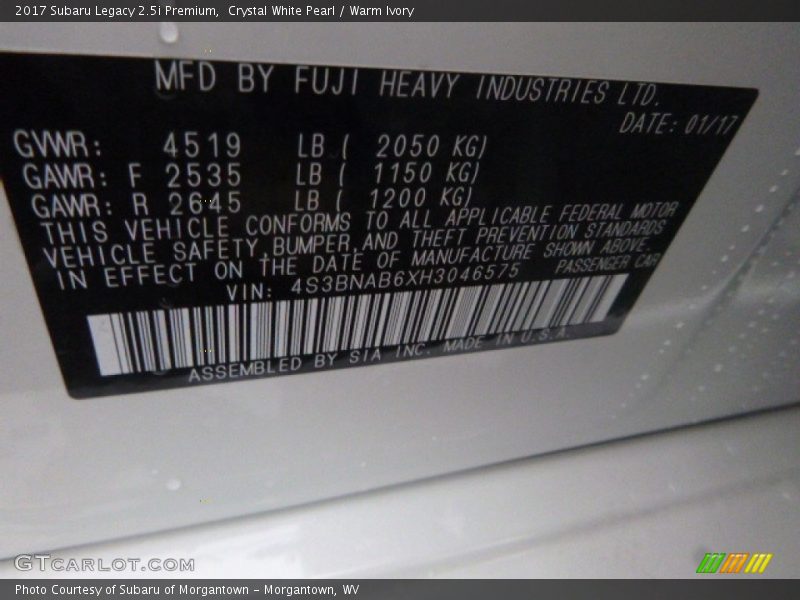 2017 Subaru Legacy 2.5i Premium,  Crystal White Pearl / Warm Ivory
MFD BY FUJI HEAVY INDUSTRIES LTD.
DATE: 01/17
GVWR: 4519 LB ( 2050 KG)
GAWR: F 2535 LB ( 1150 KG)
GAWR: R 2645 LB ( 1200 KG)
THIS VEHICLE CONFORMS TO ALL APPLICABLE FEDERAL MOTOR
VEHICLE SAFETY,BUMPER,AND THEFT PREVENTION STANDARDS
IN EFFECT ON THE DATE OF MANUFACTURE SHOWN ABOVE.
VIN: 4S3BNAB6XH3046575 PASSENGER CAR
ASSEMBLED BY SIA INC. MADE IN U.S.A.
GTCARLOT.COM
Photo Courtesy of Subaru of Morgantown - Morgantown, WV